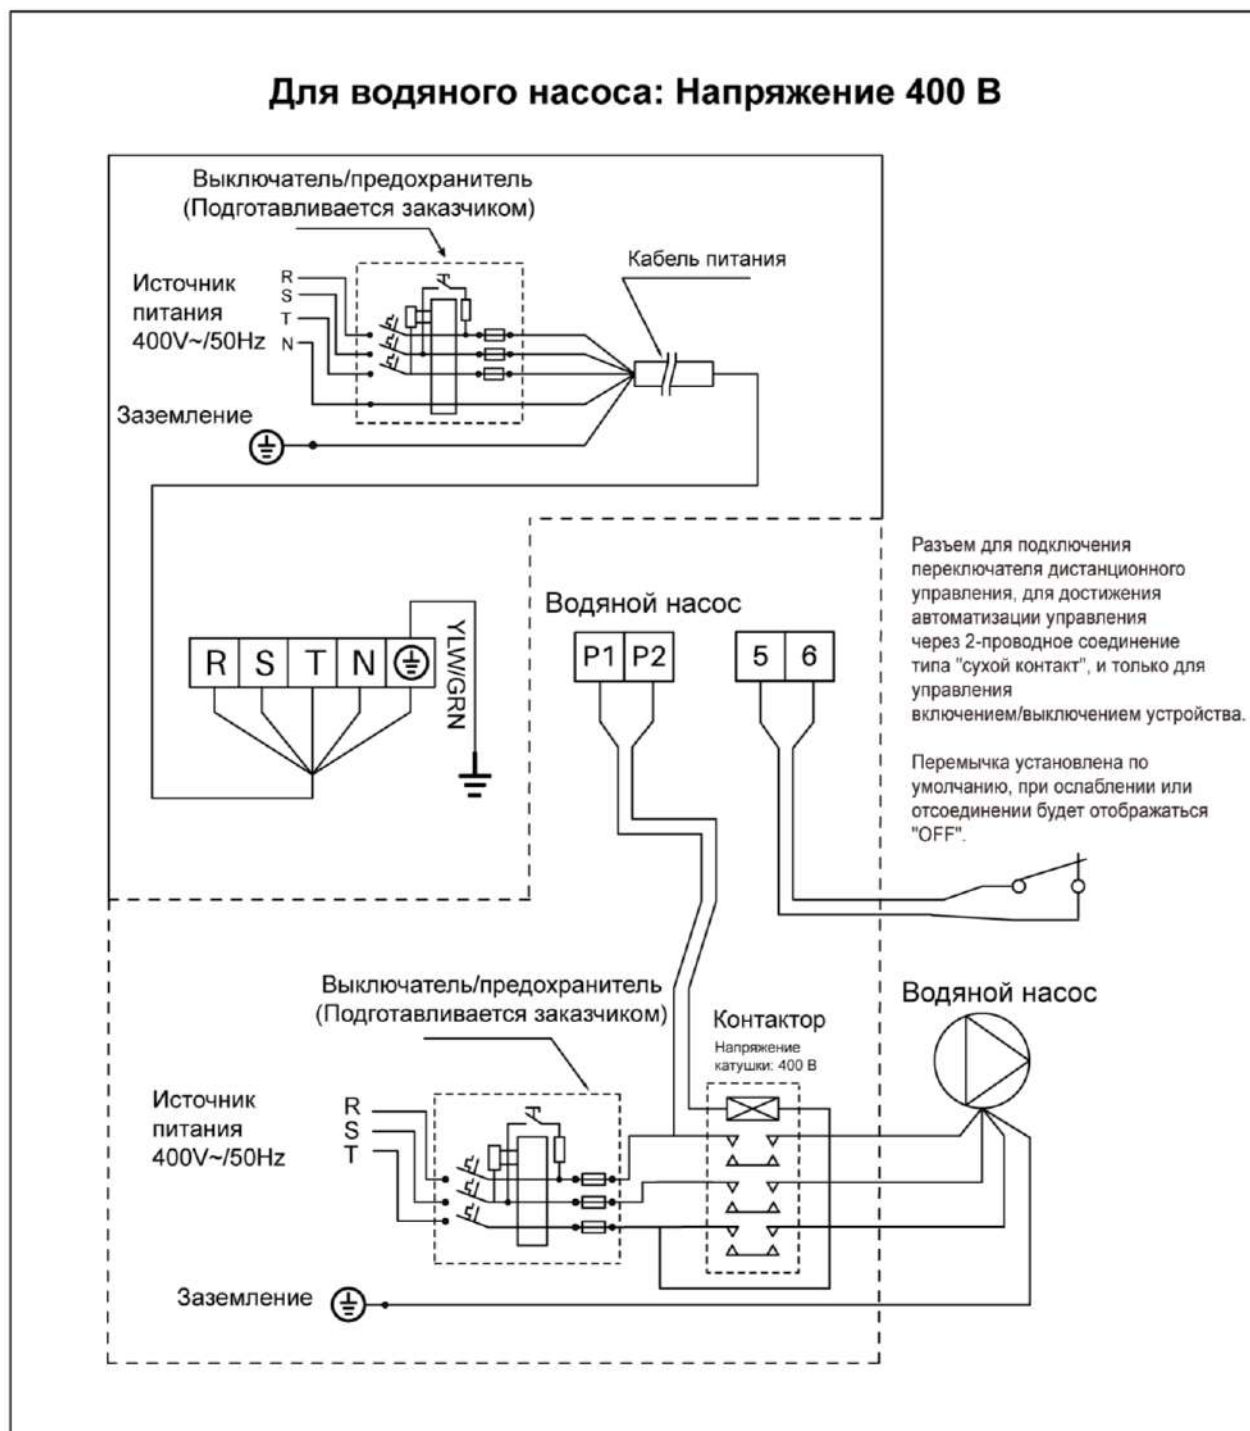 Для водяного насоса: Напряжение 400 В
Выключатель/предохранитель
(Подготавливается заказчиком)
Кабель питания
Источник
питания
400V~/50Hz
R
S
T
N
Заземление
Разъем для подключения
переключателя дистанционного
управления, для достижения
автоматизации управления
через 2-проводное соединение
типа "сухой контакт", и только для
управления
включением/выключением устройства.
Перемычка установлена по
умолчанию, при ослаблении или
отсоединении будет отображаться
"OFF".
Водяной насос
P1 P2
5 6
R S T N
YLW/GRN
Выключатель/предохранитель
(Подготавливается заказчиком)
Контактор
Напряжение
катушки: 400 В
Водяной насос
Источник
питания
400V~/50Hz
R
S
T
Заземление